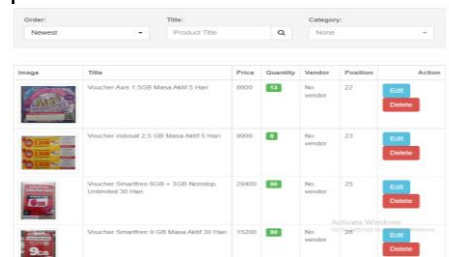 Order:
Title:
Category:
Newest
Product Title
None
Image Title Price Quantity Vendor Position Action
Voucher Axis 1,5GB Masa Aktif 5 Hari 8600 13 No vendor 22 Edit
Delete
Voucher indosat 2,5 GB Masa Aktif 5 Hari 9900 No vendor 23 Edit
Delete
Voucher Smartfren 6GB + 3GB Nonstop
Unlimited 30 Hari 29400 50 No vendor 25 Edit
Delete
Voucher Smartfren 9 GB Masa Aktif 30 Hari 15200 50 No vendor 26 Edit
Delete
Activate Windows